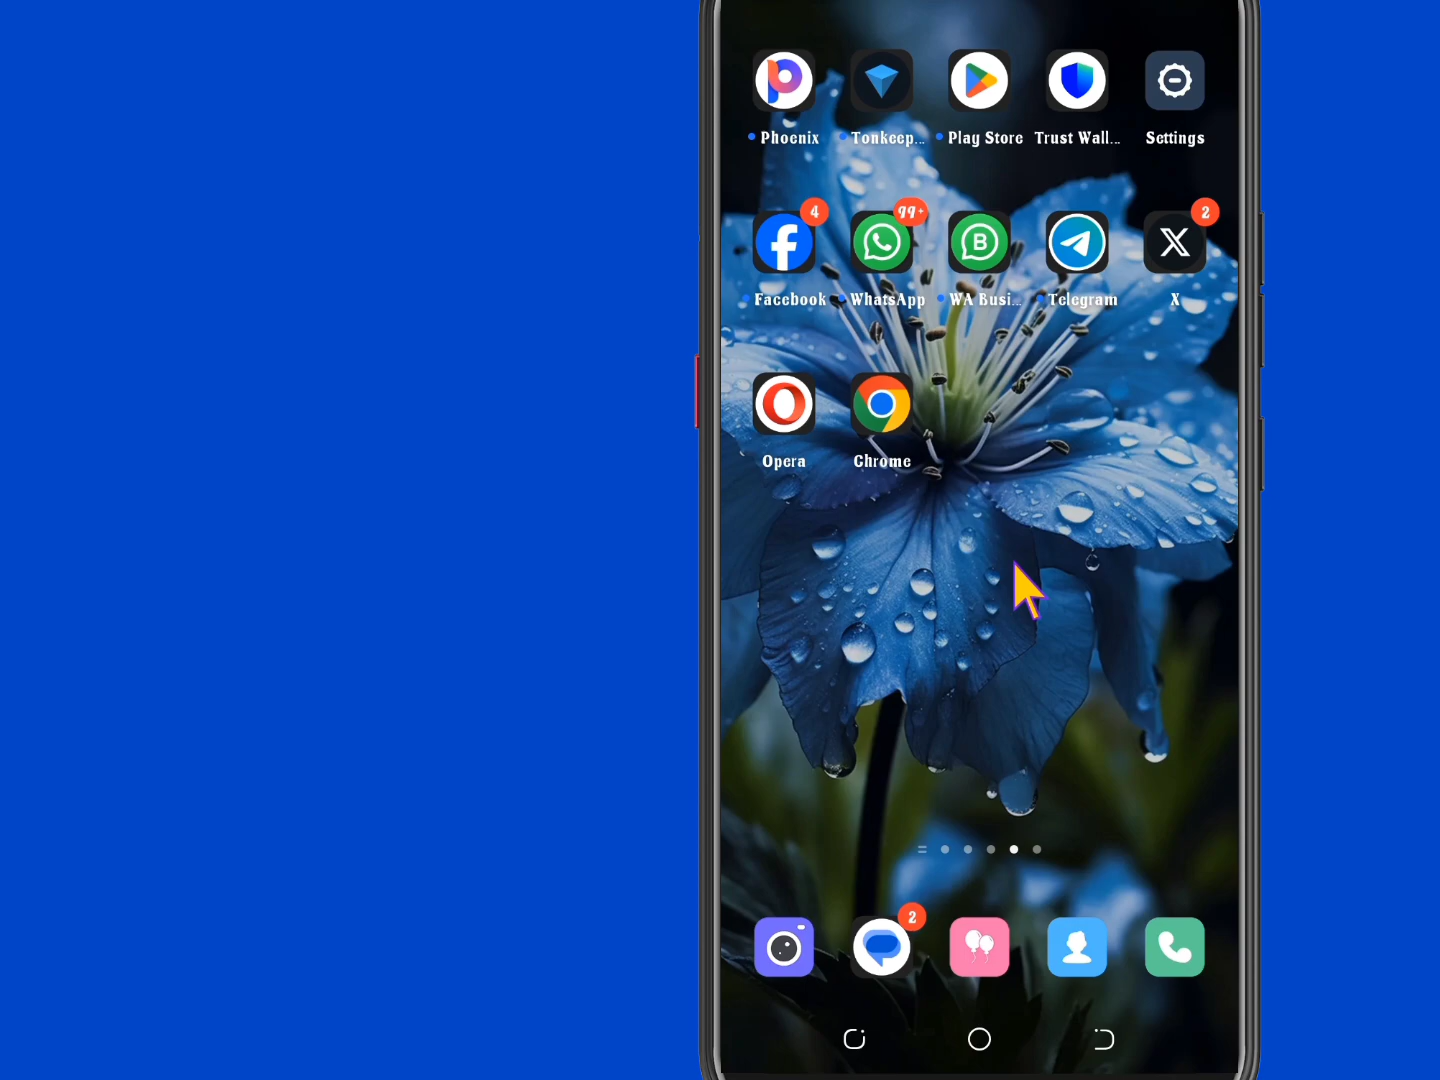 Phoenix Tonkeep... Play Store Trust Wall... Settings
4 99+ 2
B
Facebook WhatsApp WA Busi... Telegram X
Opera Chrome
2